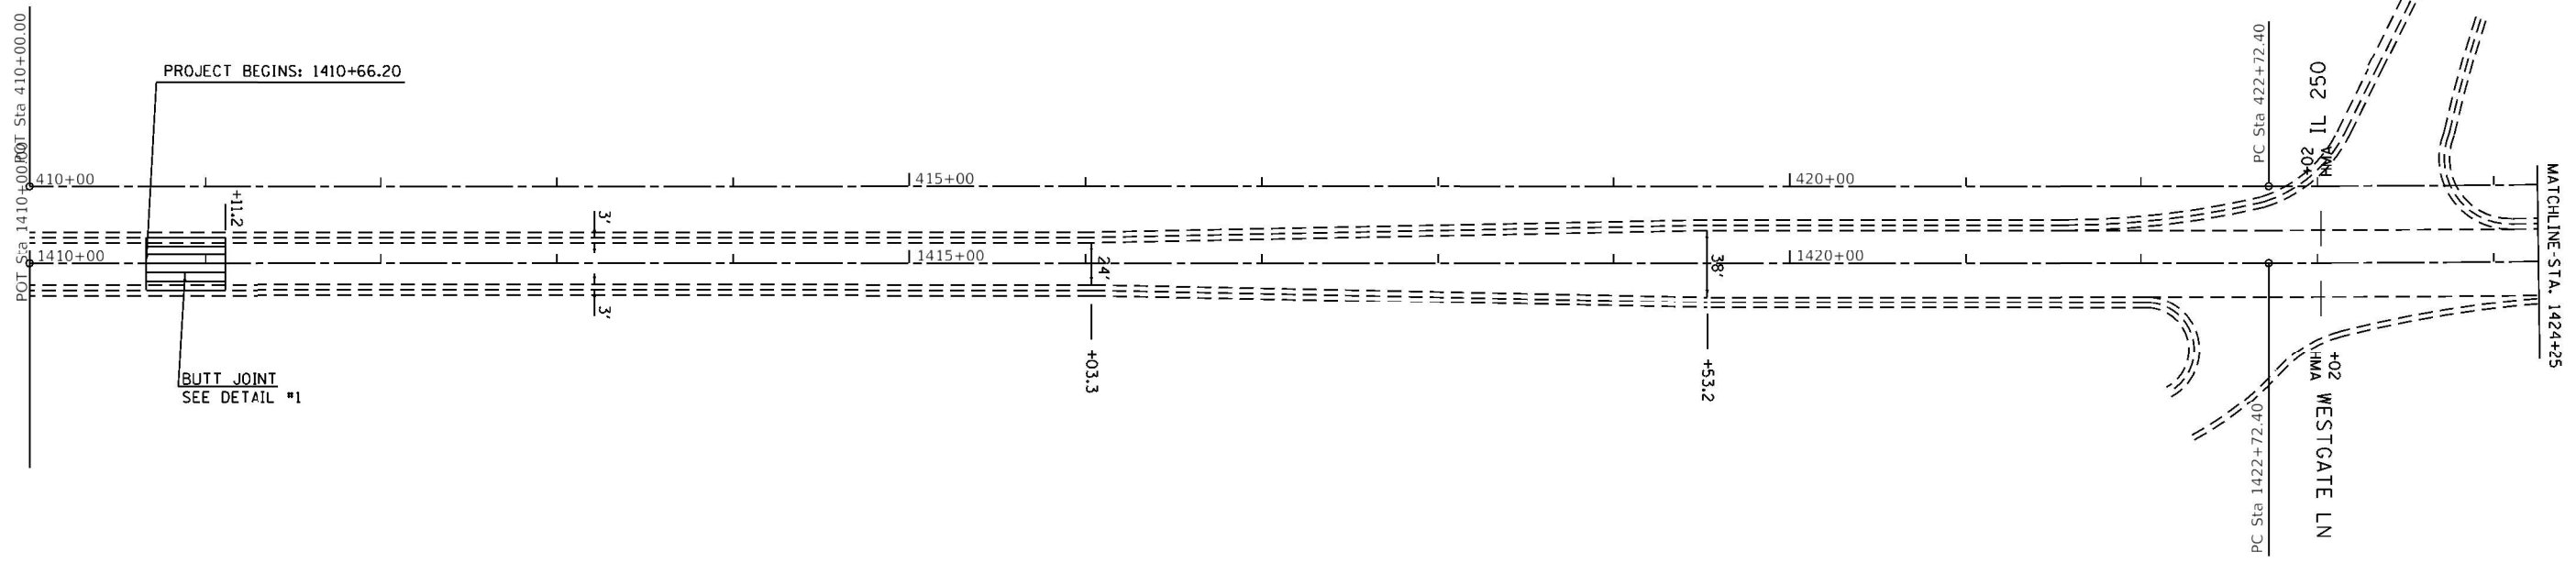 POT Sta 410+00.00
POT Sta 1410+00.00
PROJECT BEGINS: 1410+66.20
410+00
415+00
420+00
PC Sta 422+72.40
+02
HMA IL 250
MATCHLINE-STA. 1424+25
+11.2
3'
1410+00
1415+00
24'
38'
1420+00
3'
BUTT JOINT
SEE DETAIL #1
+03.3
+53.2
PC Sta 1422+72.40
+02
HMA WESTGATE LN